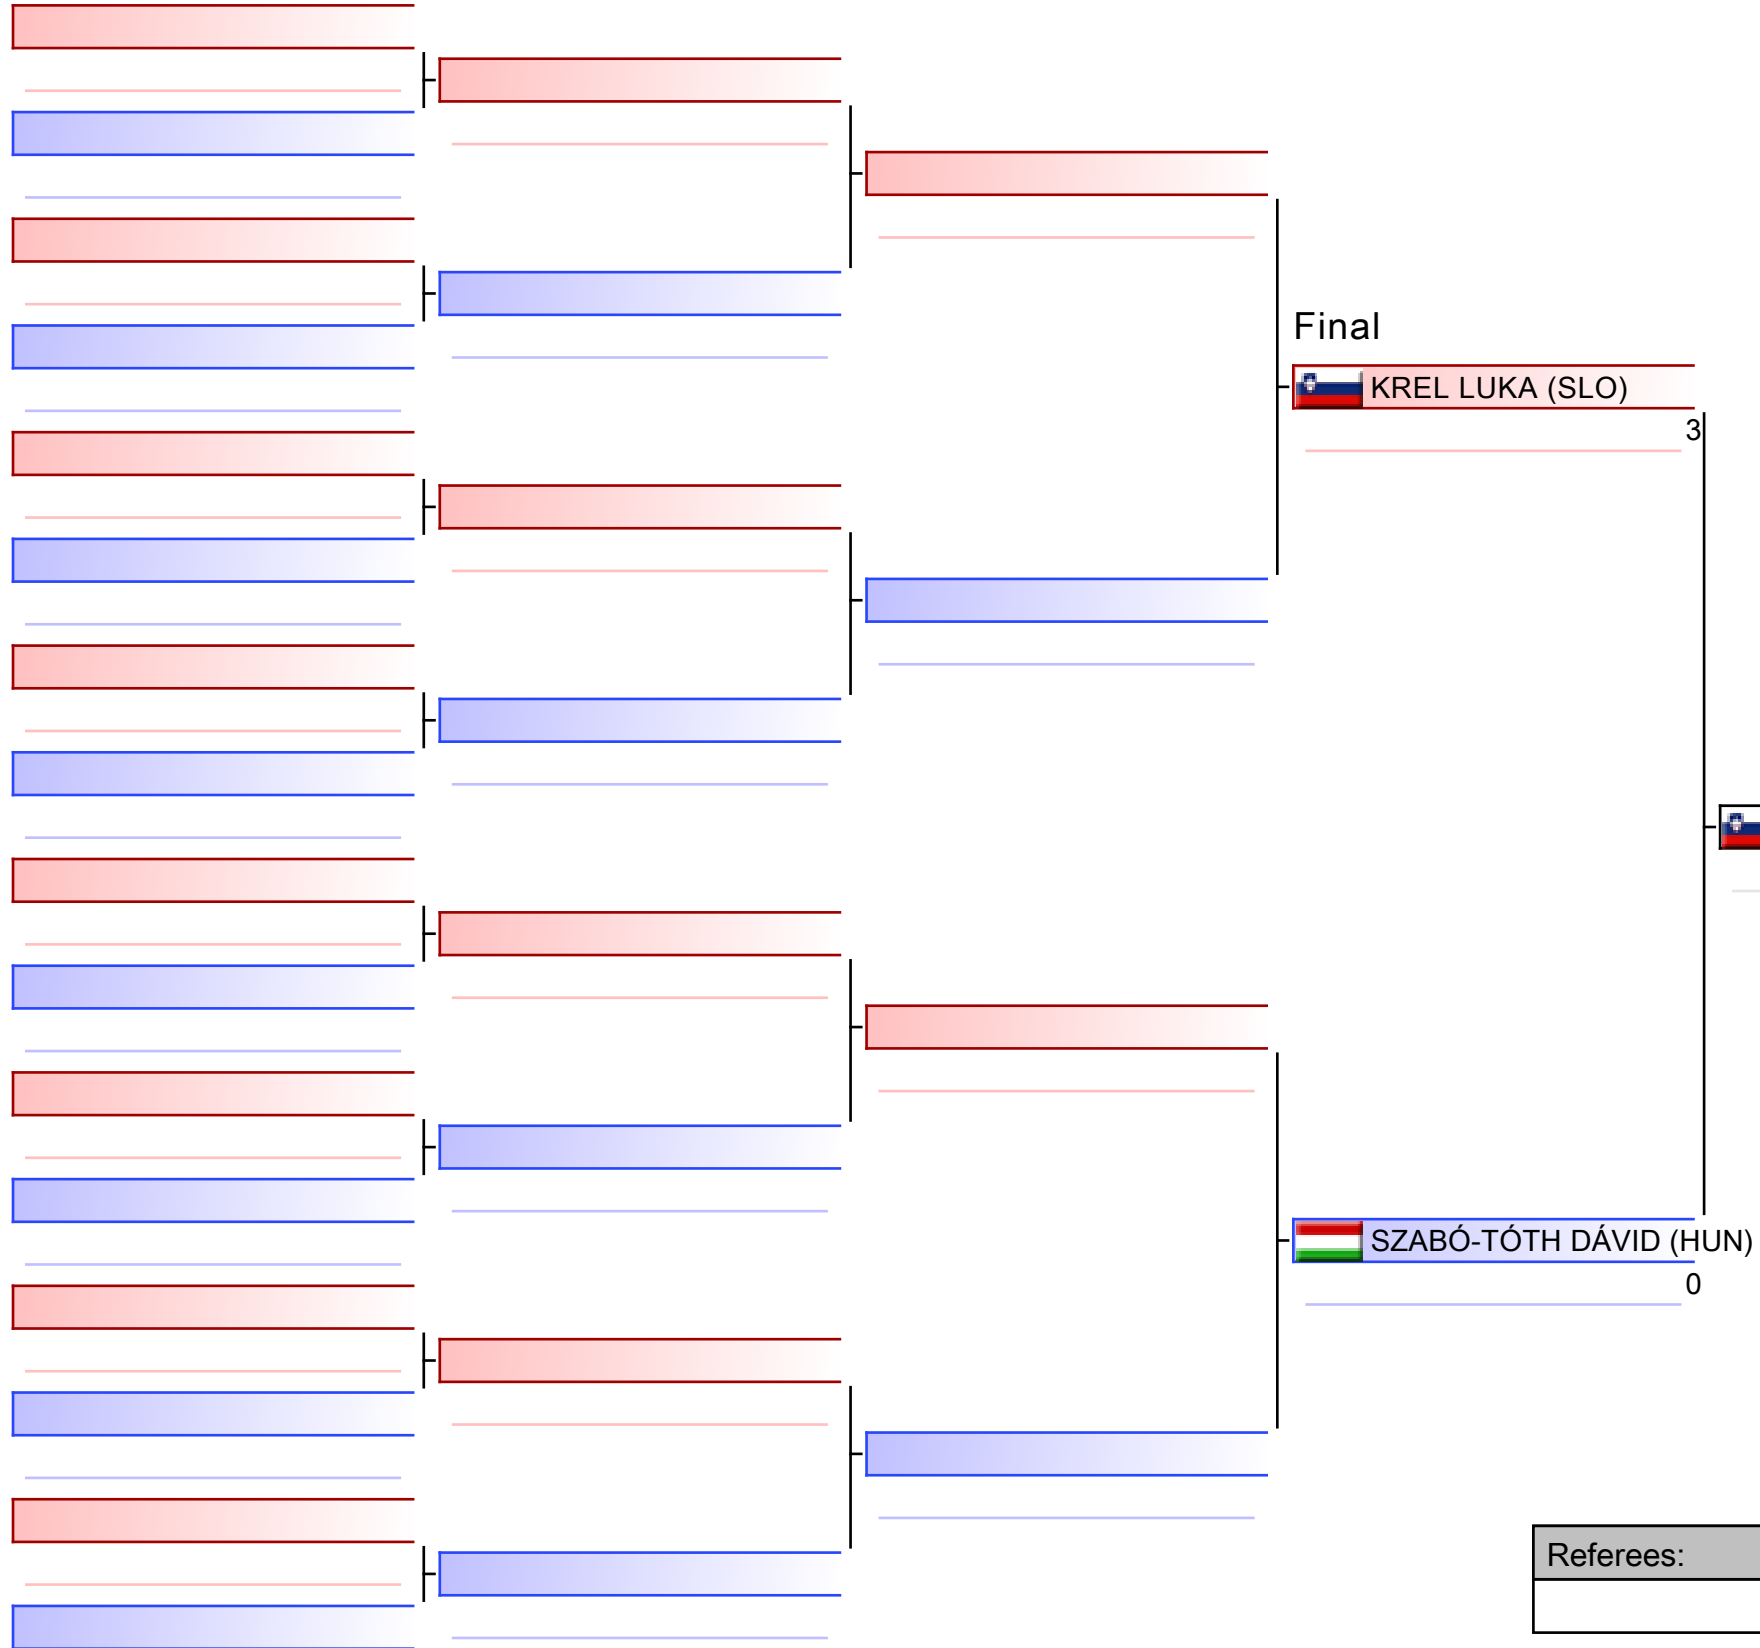 Final
KREL LUKA (SLO)
3
SZABÓ-TÓTH DÁVID (HUN)
0
Referees: